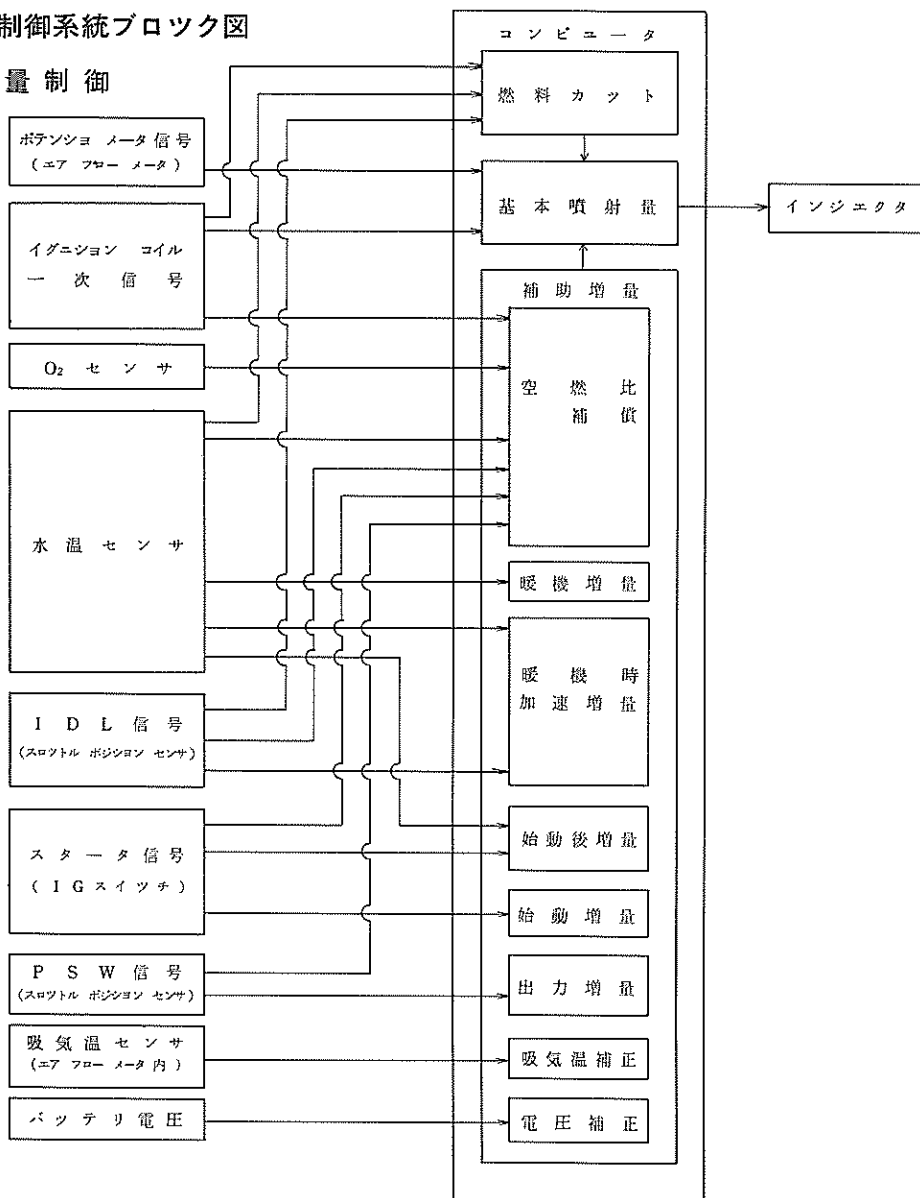 制御系統ブロツク図
量制御
コンピュータ
燃料カット
ポテンショ メータ信号
(エア フロー メータ)
基本噴射量
インジエクタ
イグニション コイル
一次信号
補助増量
O₂ センサ
空燃比
補償
水温センサ
暖機増量
暖機時
加速増量
IDL信号
(スロツトル ポジション センサ)
スタータ信号
(IGスイツチ)
始動後増量
始動増量
PSW信号
(スロツトル ポジション センサ)
出力増量
吸気温センサ
(エア フロー メータ内)
吸気温補正
バッテリ電圧
電圧補正